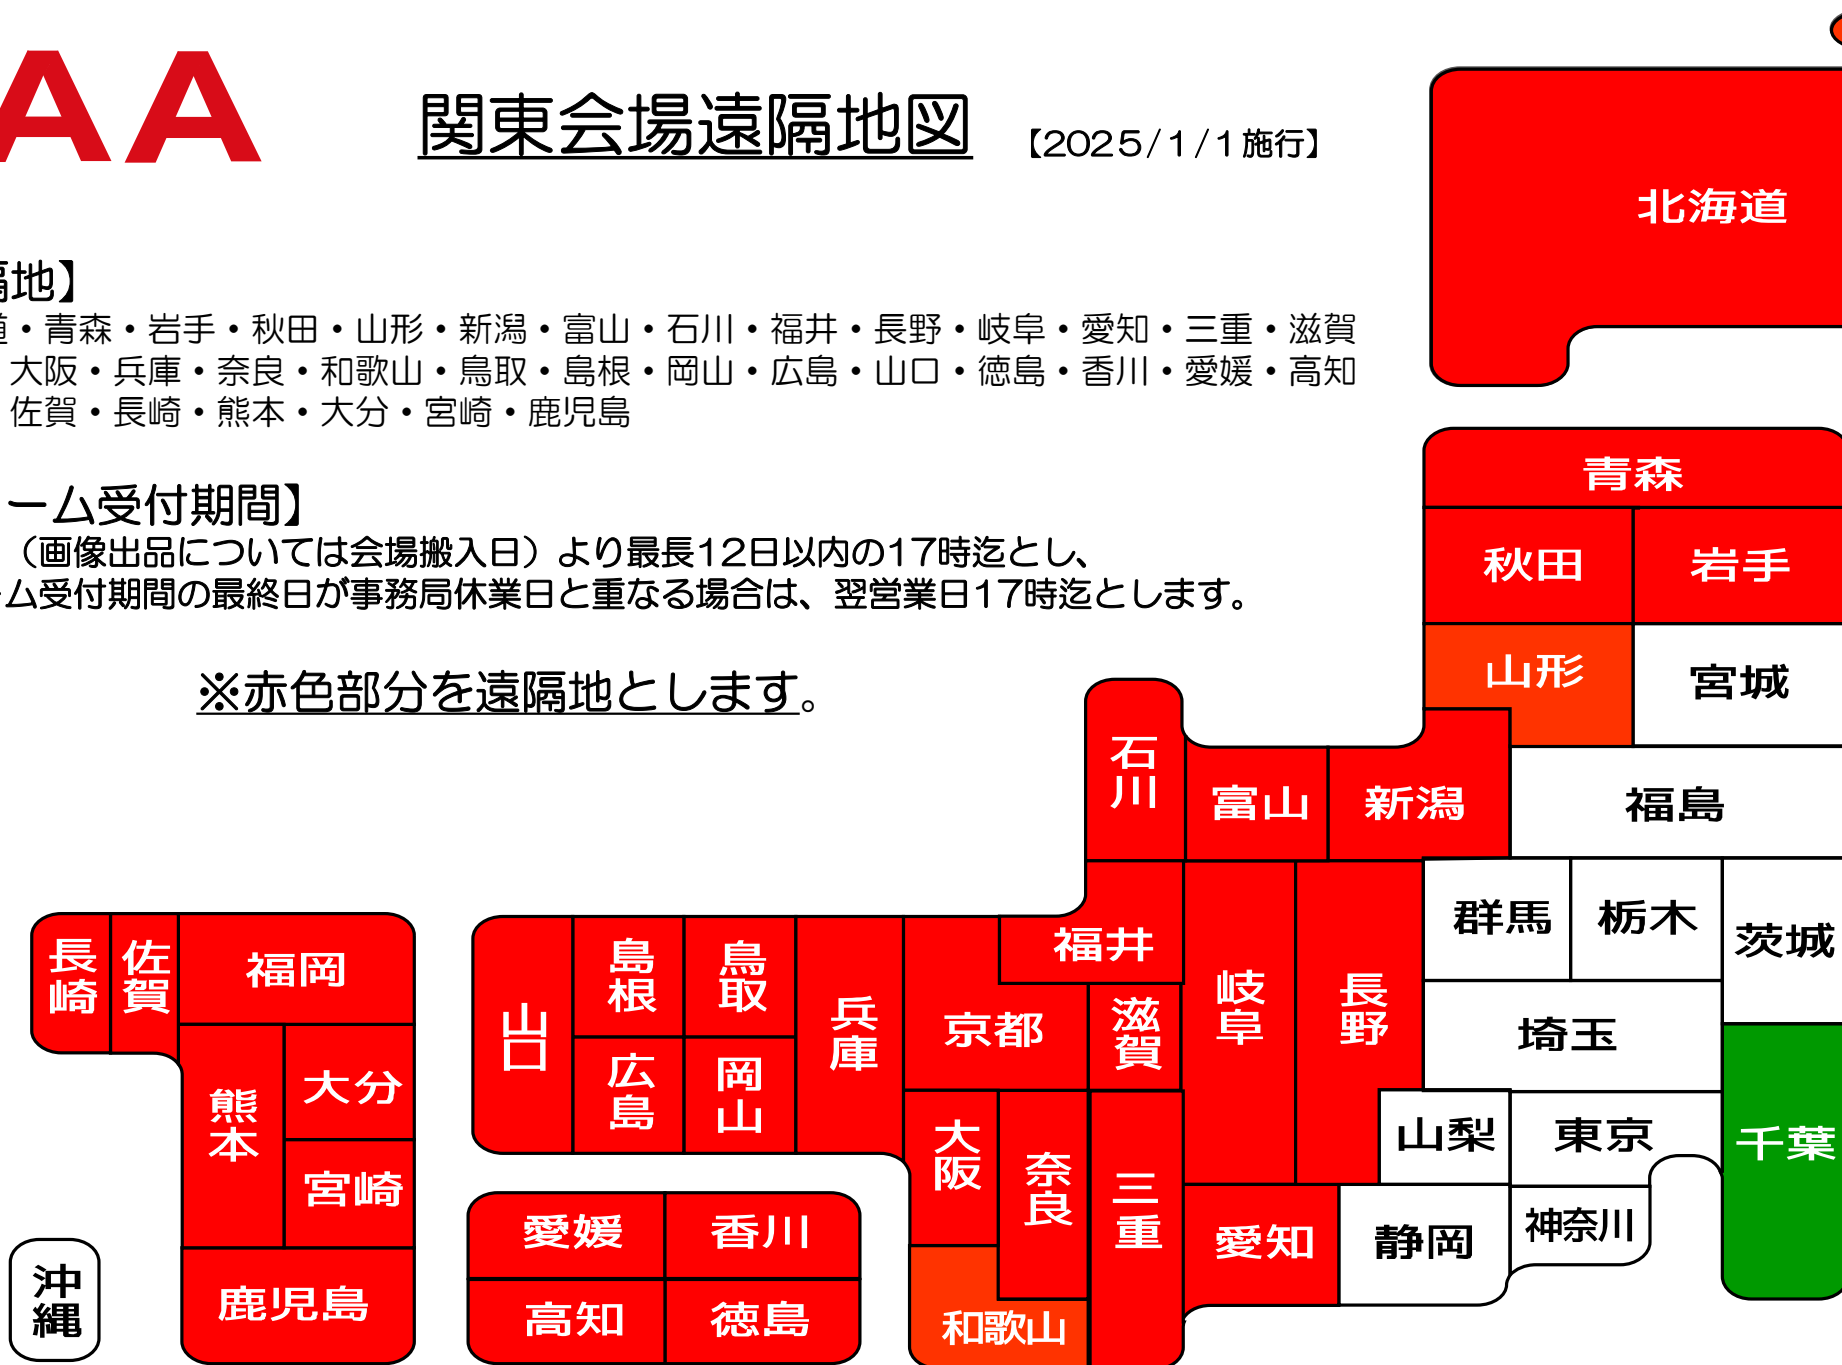 AA
関東会場遠隔地図
【2025/1/1施行】
隔地】
道・青森・岩手・秋田・山形・新潟・富山・石川・福井・長野・岐阜・愛知・三重・滋賀
大阪・兵庫・奈良・和歌山・鳥取・島根・岡山・広島・山口・徳島・香川・愛媛・高知
佐賀・長崎・熊本・大分・宮崎・鹿児島
ーム受付期間】
（画像出品については会場搬入日）より最長12日以内の17時迄とし、
ーム受付期間の最終日が事務局休業日と重なる場合は、翌営業日17時迄とします。
※赤色部分を遠隔地とします。
北海道
青森
秋田
岩手
山形
宮城
石川
富山
新潟
福島
群馬
栃木
茨城
長崎
佐賀
福岡
山口
島根
鳥取
兵庫
京都
福井
滋賀
岐阜
長野
埼玉
広島
岡山
熊本
大分
宮崎
大阪
奈良
三重
山梨
東京
千葉
愛媛
香川
愛知
静岡
神奈川
沖縄
鹿児島
高知
徳島
和歌山